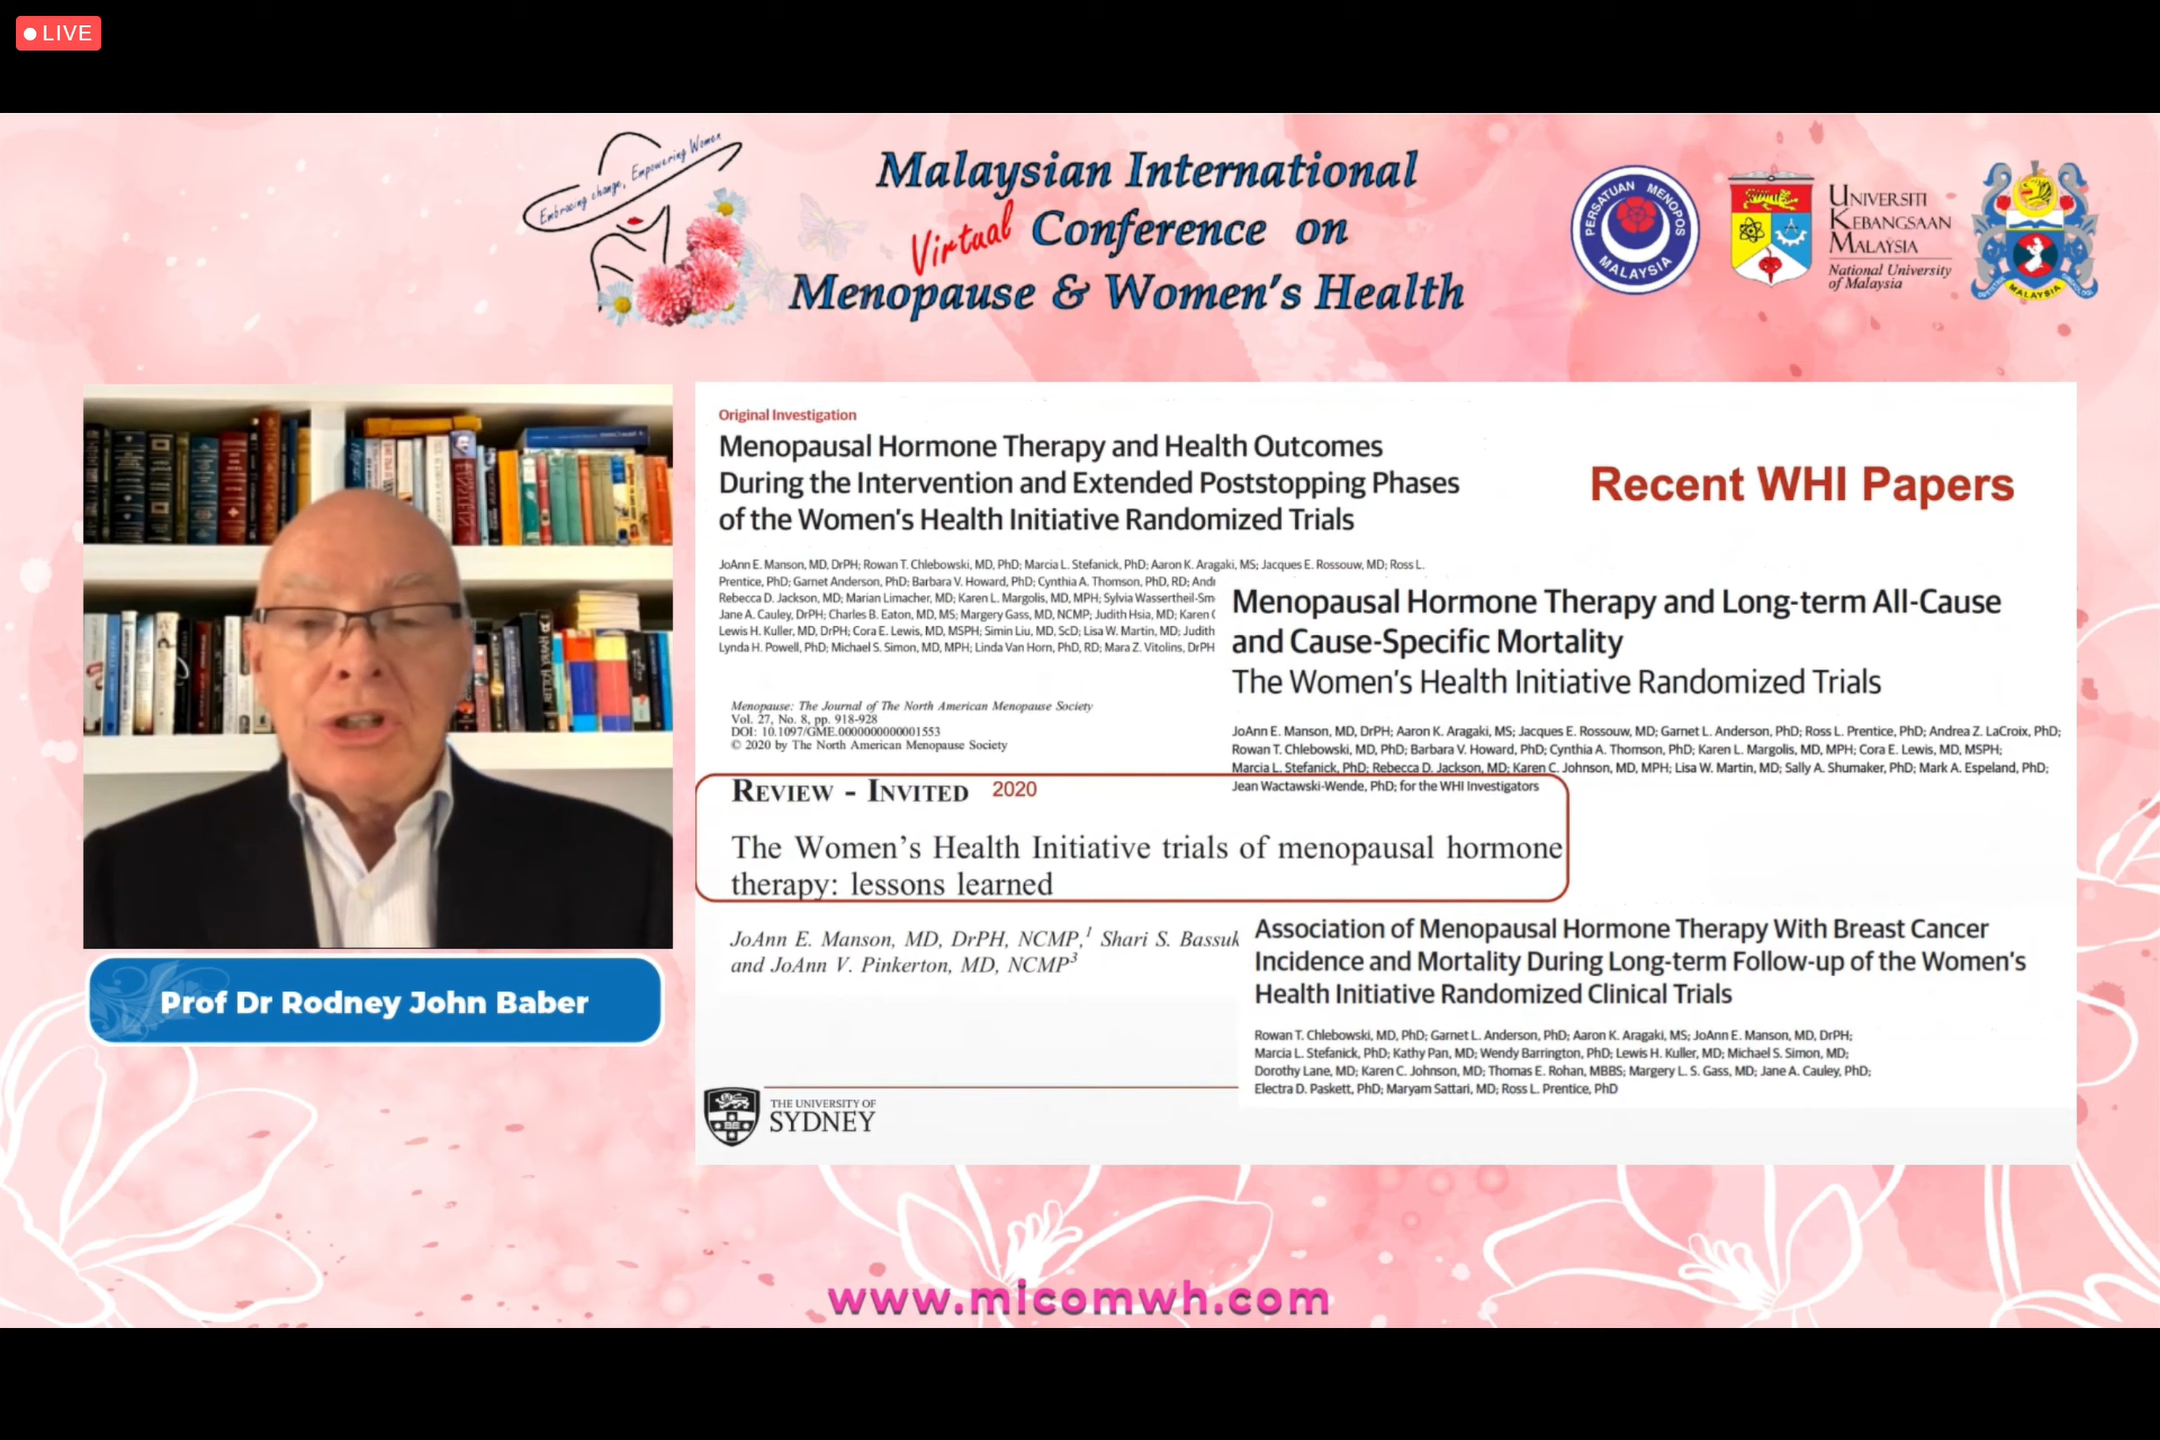 LIVE
Embracing change, Empowering Women
Malaysian International
Virtual Conference on
Menopause & Women's Health
PERSATUAN MENOPOS
MALAYSIA
UNIVERSITI
KEBANGSAAN
MALAYSIA
National University
of Malaysia
MALAYSIA
Original Investigation
Menopausal Hormone Therapy and Health Outcomes
During the Intervention and Extended Poststopping Phases
of the Women's Health Initiative Randomized Trials
Recent WHI Papers
JoAnn E. Manson, MD, DrPH; Rowan T. Chlebowski, MD, PhD; Marcia L. Stefanick, PhD; Aaron K. Aragaki, MS; Jacques E. Rossouw, MD; Ross L.
Prentice, PhD; Garnet Anderson, PhD; Barbara V. Howard, PhD; Cynthia A. Thomson, PhD, RD; Andr
Rebecca D. Jackson, MD; Marian Limacher, MD; Karen L. Margolis, MD, MPH; Sylvia Wassertheil-Sm
Jane A. Cauley, DrPH; Charles B. Eaton, MD, MS; Margery Gass, MD, NCMP; Judith Hsia, MD; Karen C
Lewis H. Kuller, MD, DrPH; Cora E. Lewis, MD, MSPH; Simin Liu, MD, ScD; Lisa W. Martin, MD; Judith
Lynda H. Powell, PhD; Michael S. Simon, MD, MPH; Linda Van Horn, PhD, RD; Mara Z. Vitolins, DrPH
Menopausal Hormone Therapy and Long-term All-Cause
and Cause-Specific Mortality
The Women's Health Initiative Randomized Trials
JoAnn E. Manson, MD, DrPH; Aaron K. Aragaki, MS; Jacques E. Rossouw, MD; Garnet L. Anderson, PhD; Ross L. Prentice, PhD; Andrea Z. LaCroix, PhD;
Rowan T. Chlebowski, MD, PhD; Barbara V. Howard, PhD; Cynthia A. Thomson, PhD; Karen L. Margolis, MD, MPH; Cora E. Lewis, MD, MSPH;
Marcia L. Stefanick, PhD; Rebecca D. Jackson, MD; Karen C. Johnson, MD, MPH; Lisa W. Martin, MD; Sally A. Shumaker, PhD; Mark A. Espeland, PhD;
Jean Wactawski-Wende, PhD; for the WHI Investigators
Menopause: The Journal of The North American Menopause Society
Vol. 27, No. 8, pp. 918-928
DOI: 10.1097/GME.0000000000001553
© 2020 by The North American Menopause Society
REVIEW - INVITED 2020
The Women's Health Initiative trials of menopausal hormone
therapy: lessons learned
JoAnn E. Manson, MD, DrPH, NCMP,1 Shari S. Bassuk
and JoAnn V. Pinkerton, MD, NCMP3
Association of Menopausal Hormone Therapy With Breast Cancer
Incidence and Mortality During Long-term Follow-up of the Women's
Health Initiative Randomized Clinical Trials
Rowan T. Chlebowski, MD, PhD; Garnet L. Anderson, PhD; Aaron K. Aragaki, MS; JoAnn E. Manson, MD, DrPH;
Marcia L. Stefanick, PhD; Kathy Pan, MD; Wendy Barrington, PhD; Lewis H. Kuller, MD; Michael S. Simon, MD;
Dorothy Lane, MD; Karen C. Johnson, MD; Thomas E. Rohan, MBBS; Margery L. S. Gass, MD; Jane A. Cauley, PhD;
Electra D. Paskett, PhD; Maryam Sattari, MD; Ross L. Prentice, PhD
THE UNIVERSITY OF
SYDNEY
Prof Dr Rodney John Baber
www.micomwh.com